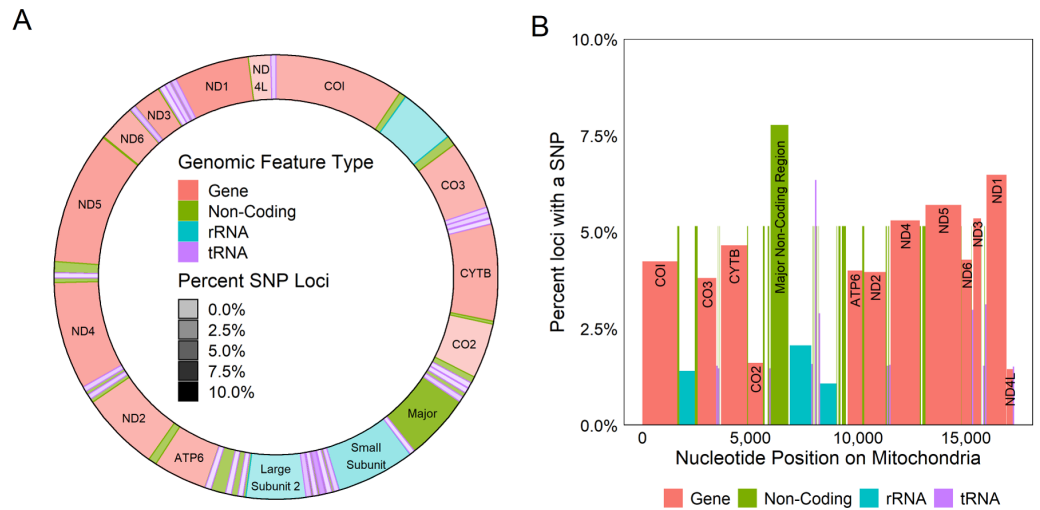 A
ND1
ND
4L
COI
ND3
ND6
CO3
ND5
CYTB
ND4
CO2
ND2
Major
ATP6
Large
Subunit 2
Small
Subunit
Genomic Feature Type
Gene
Non-Coding
rRNA
tRNA
Percent SNP Loci
0.0%
2.5%
5.0%
7.5%
10.0%
B
Percent loci with a SNP
10.0%
7.5%
5.0%
2.5%
0.0%
COI
CO3
CYTB
CO2
Major Non-Coding Region
ATP6
ND2
ND4
ND5
ND6
ND3
ND1
ND4L
0
5,000
10,000
15,000
Nucleotide Position on Mitochondria
Gene
Non-Coding
rRNA
tRNA